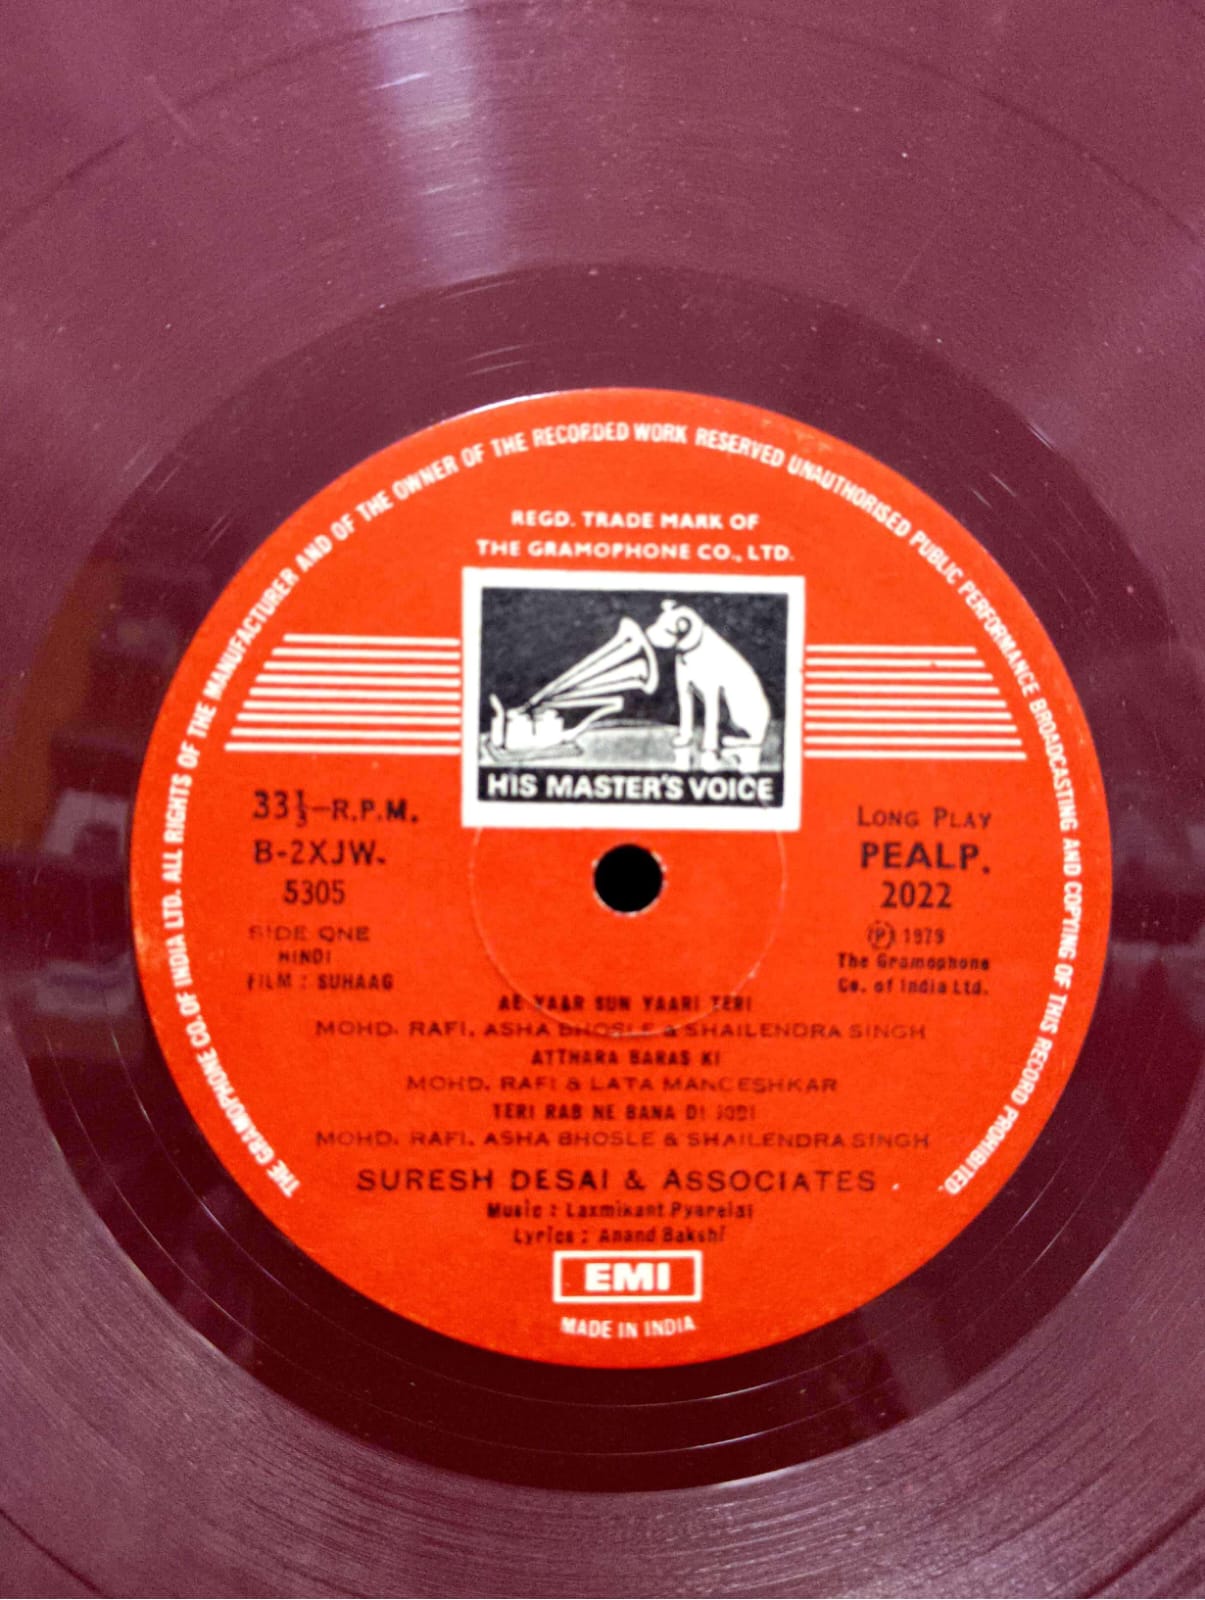 THE GRAMOPHONE CO. OF INDIA LTD. ALL RIGHTS OF THE MANUFACTURER AND OF THE OWNER OF THE RECORDED WORK RESERVED UNAUTHORISED PUBLIC PERFORMANCE BROADCASTING AND COPYING OF THIS RECORD PROHIBITED.
REGD. TRADE MARK OF
THE GRAMOPHONE CO., LTD.
HIS MASTER'S VOICE
33⅓-R.P.M.
B-2XJW.
5305
SIDE ONE
HINDI
FILM : SUHAAG
LONG PLAY
PEALP.
2022
Ⓟ 1979
The Gramophone
Co. of India Ltd.
AE YAAR SUN YAARI TERI
MOHD. RAFI, ASHA BHOSLE & SHAILENDRA SINGH
ATTHARA BARAS KI
MOHD. RAFI & LATA MANGESHKAR
TERI RAB NE BANA DI JODI
MOHD. RAFI, ASHA BHOSLE & SHAILENDRA SINGH
SURESH DESAI & ASSOCIATES
Music : Laxmikant Pyarelal
Lyrics : Anand Bakshi
EMI
MADE IN INDIA